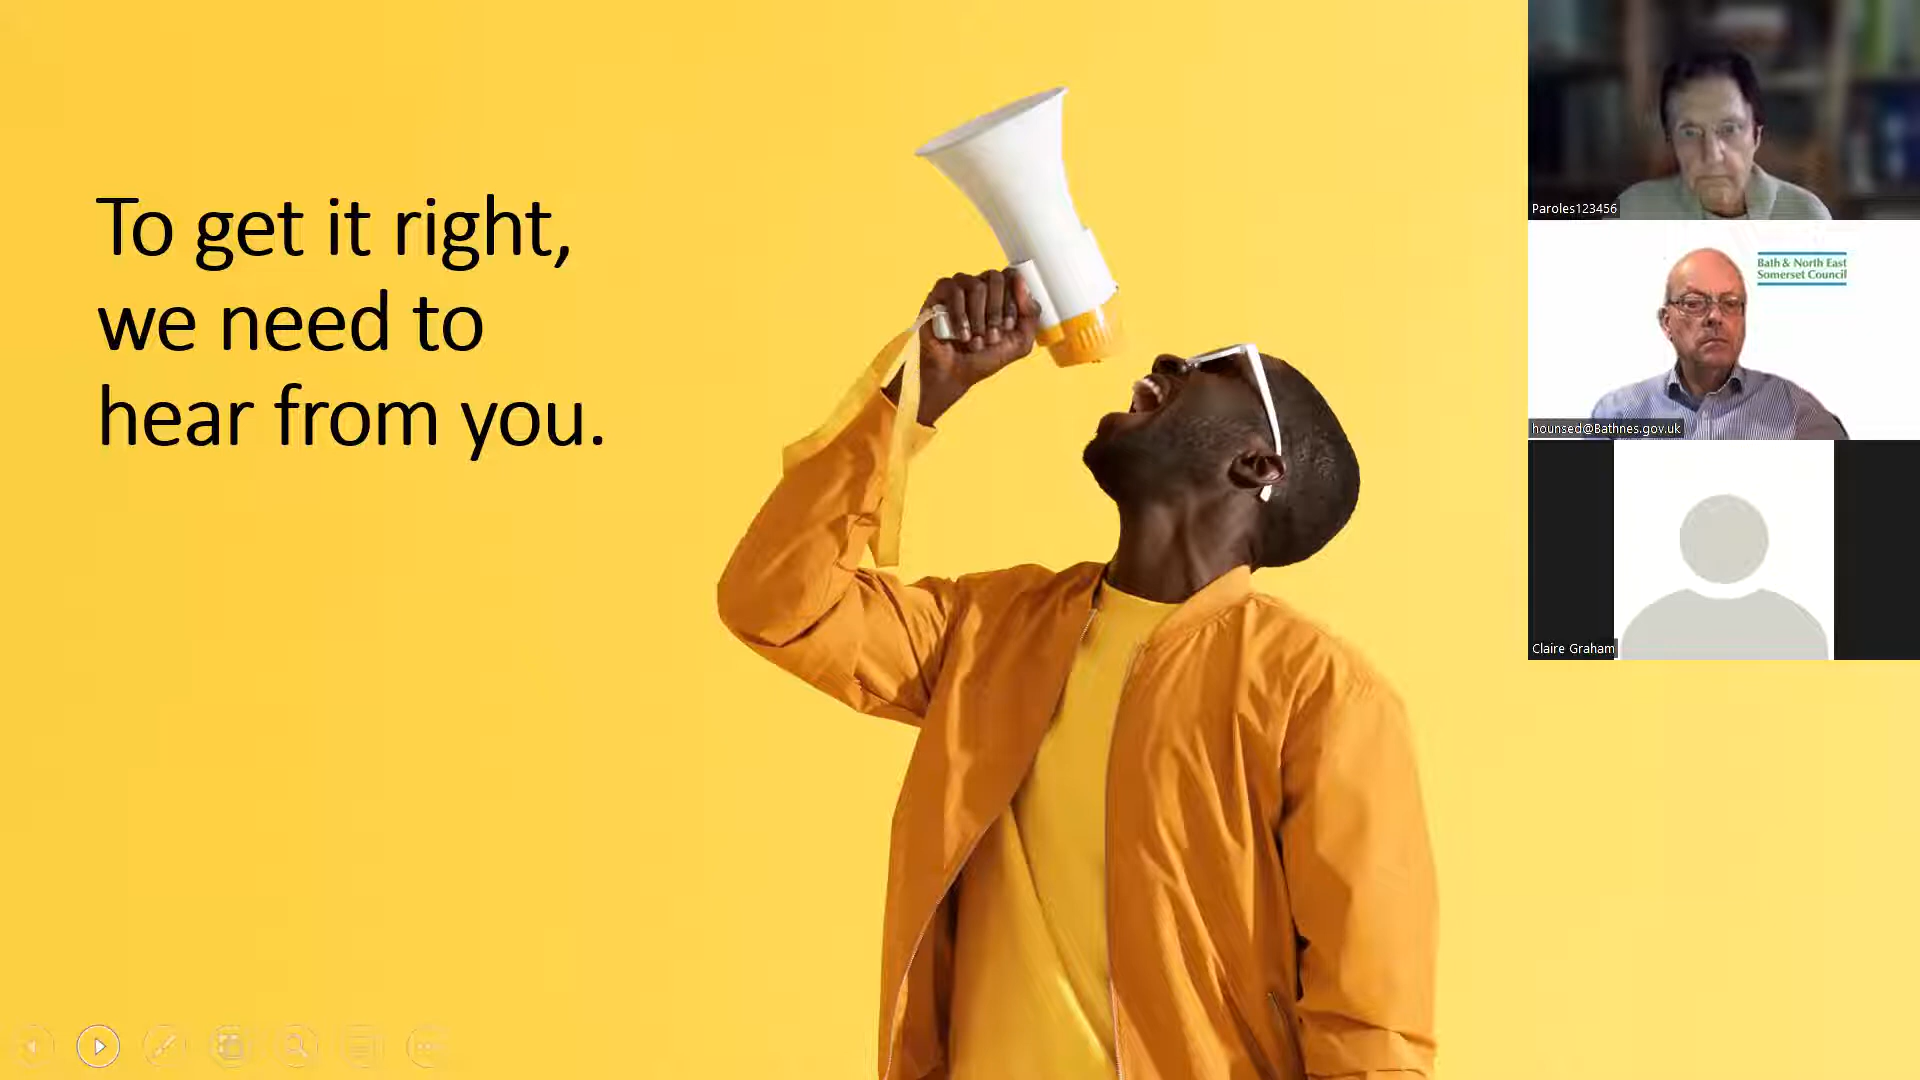 To get it right,
we need to
hear from you.
Paroles123456
Bath & North East
Somerset Council
hounsed@Bathnes.gov.uk
Claire Graham